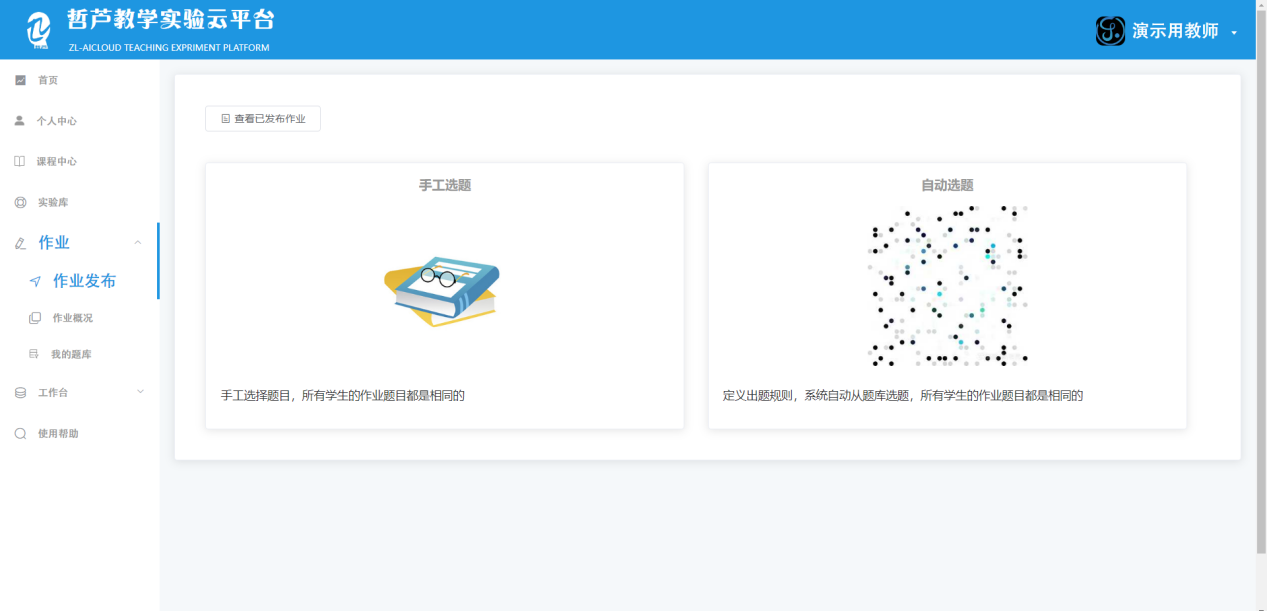 哲芦教学实验云平台
ZL-AICLOUD TEACHING EXPRIMENT PLATFORM
演示用教师
首页
个人中心
课程中心
实验库
作业
作业发布
作业概况
我的题库
工作台
使用帮助
查看已发布作业
手工选题
手工选择题目，所有学生的作业题目都是相同的
自动选题
定义出题规则，系统自动从题库选题，所有学生的作业题目都是相同的